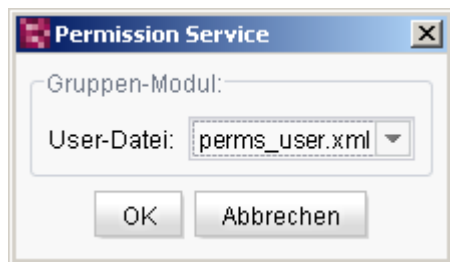 Permission Service
Gruppen-Modul:
User-Datei: perms_user.xml
OK Abbrechen